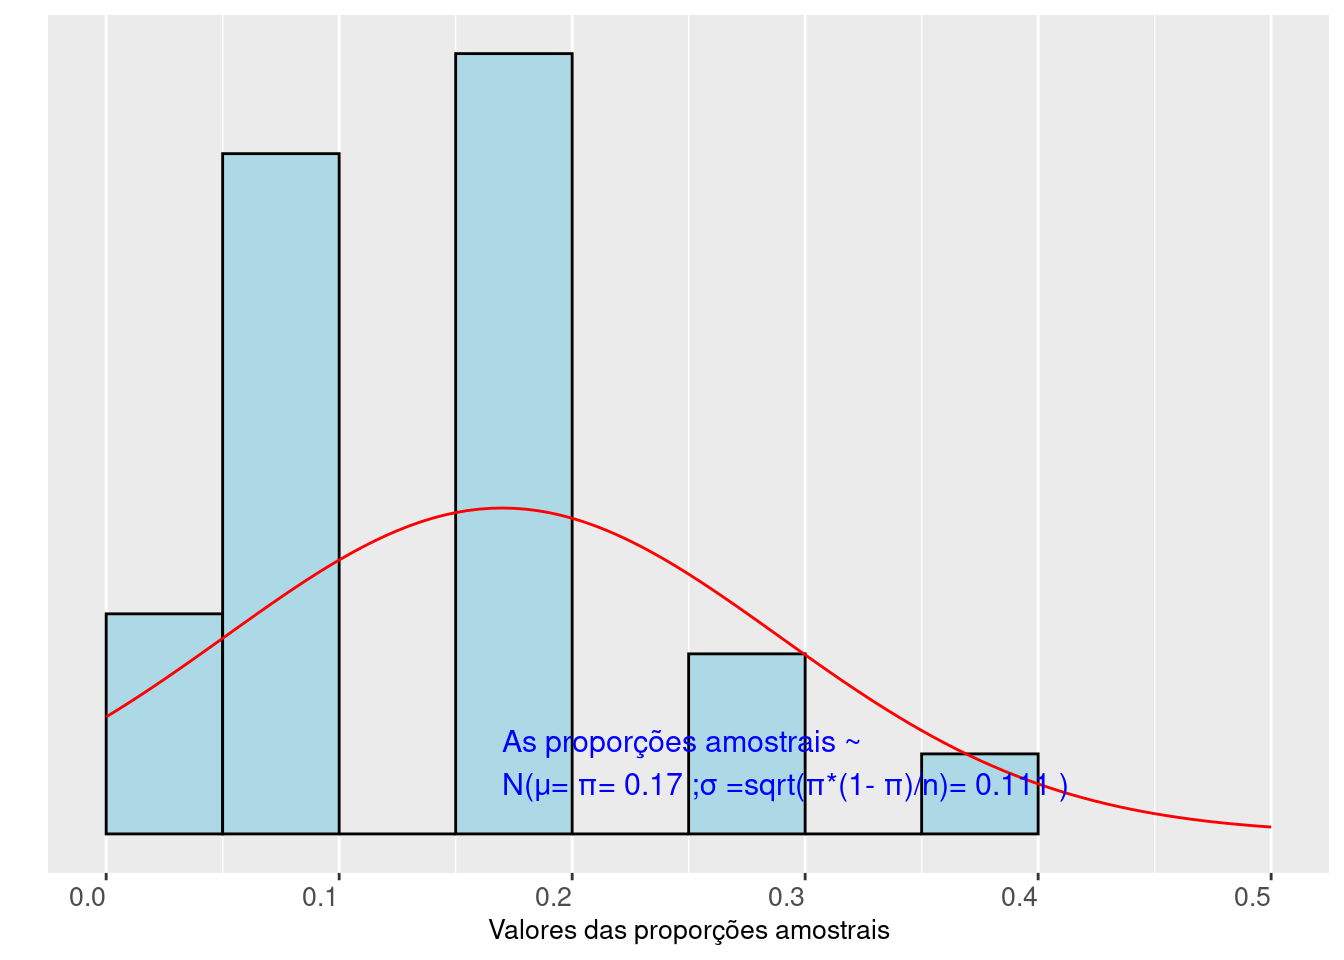 As proporções amostrais ~
N(μ= π= 0.17 ;σ =sqrt(π*(1- π)/n)= 0.111 )
0.0 0.1 0.2 0.3 0.4 0.5
Valores das proporções amostrais